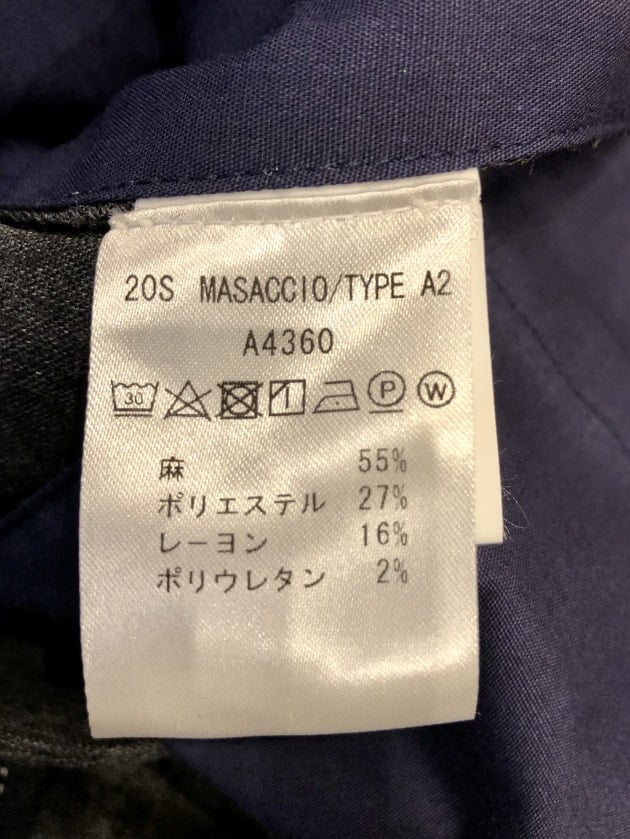 20S MASACCIO/TYPE A2
A4360
30 P W
麻 55%
ポリエステル 27%
レーヨン 16%
ポリウレタン 2%